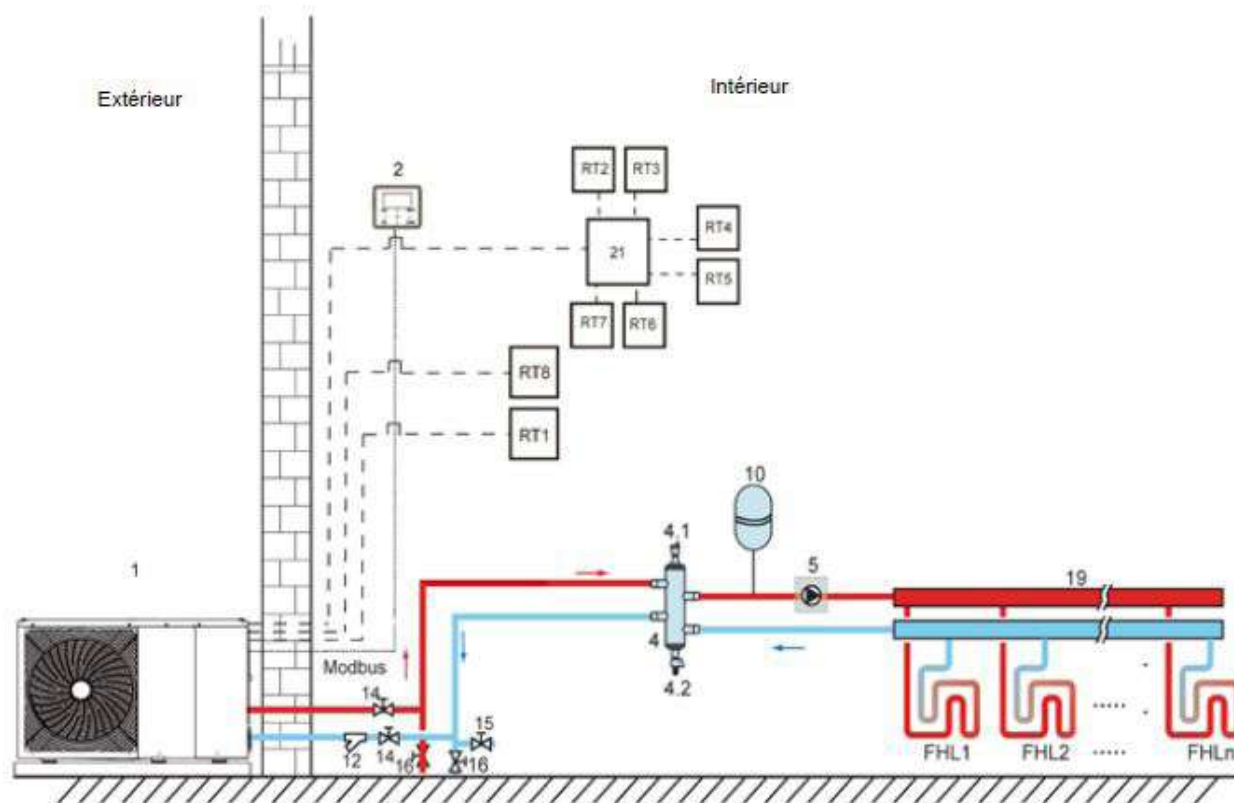 Extérieur
Intérieur
2
RT2
RT3
RT4
21
RT5
RT7
RT6
RT8
RT1
10
4.1
5
19
1
4
Modbus
4.2
14
15
12
14
16
16
FHL1
FHL2
.....
FHLn